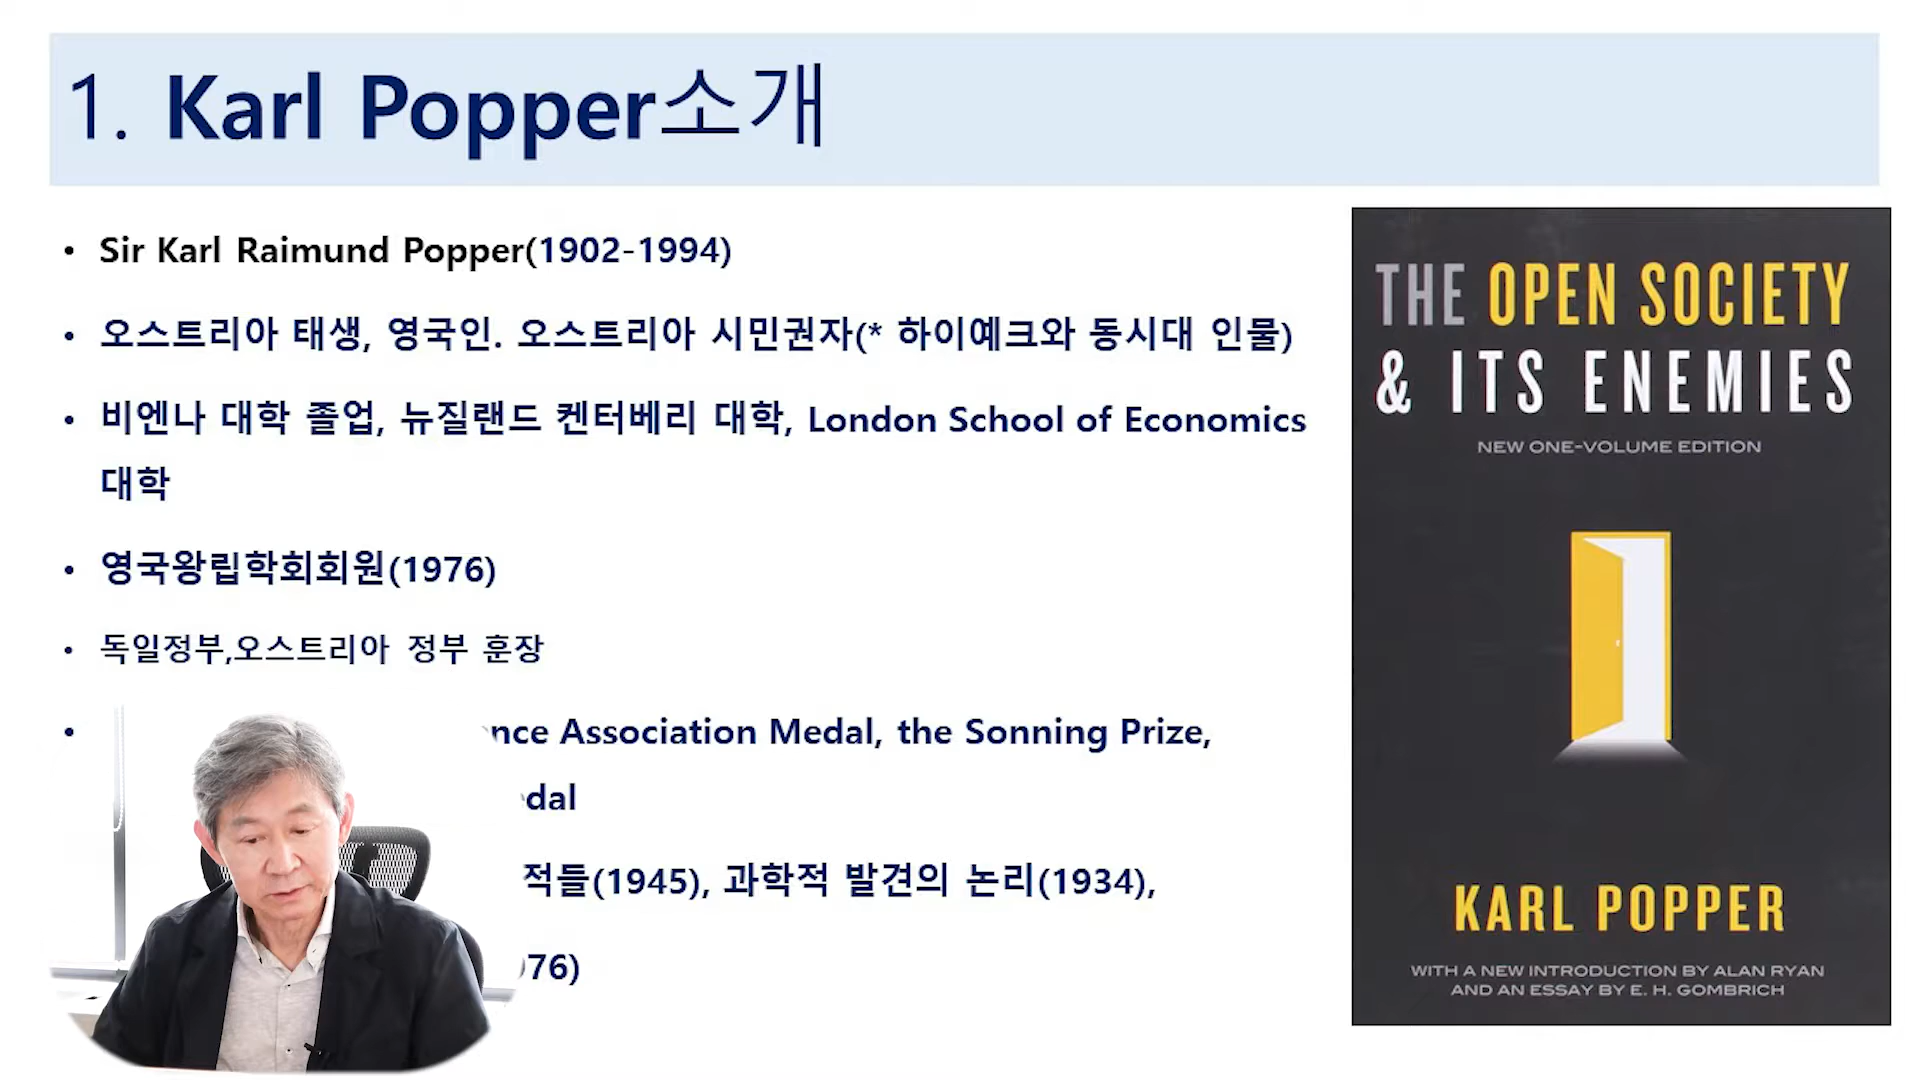 1. Karl Popper소개
• Sir Karl Raimund Popper(1902-1994)
• 오스트리아 태생, 영국인. 오스트리아 시민권자(* 하이예크와 동시대 인물)
• 비엔나 대학 졸업, 뉴질랜드 켄터베리 대학, London School of Economics
대학
• 영국왕립학회회원(1976)
• 독일정부,오스트리아 정부 훈장
• Association Medal, the Sonning Prize,
적들(1945), 과학적 발견의 논리(1934),
THE OPEN SOCIETY
& ITS ENEMIES
NEW ONE-VOLUME EDITION
KARL POPPER
WITH A NEW INTRODUCTION BY ALAN RYAN
AND AN ESSAY BY E. H. GOMBRICH